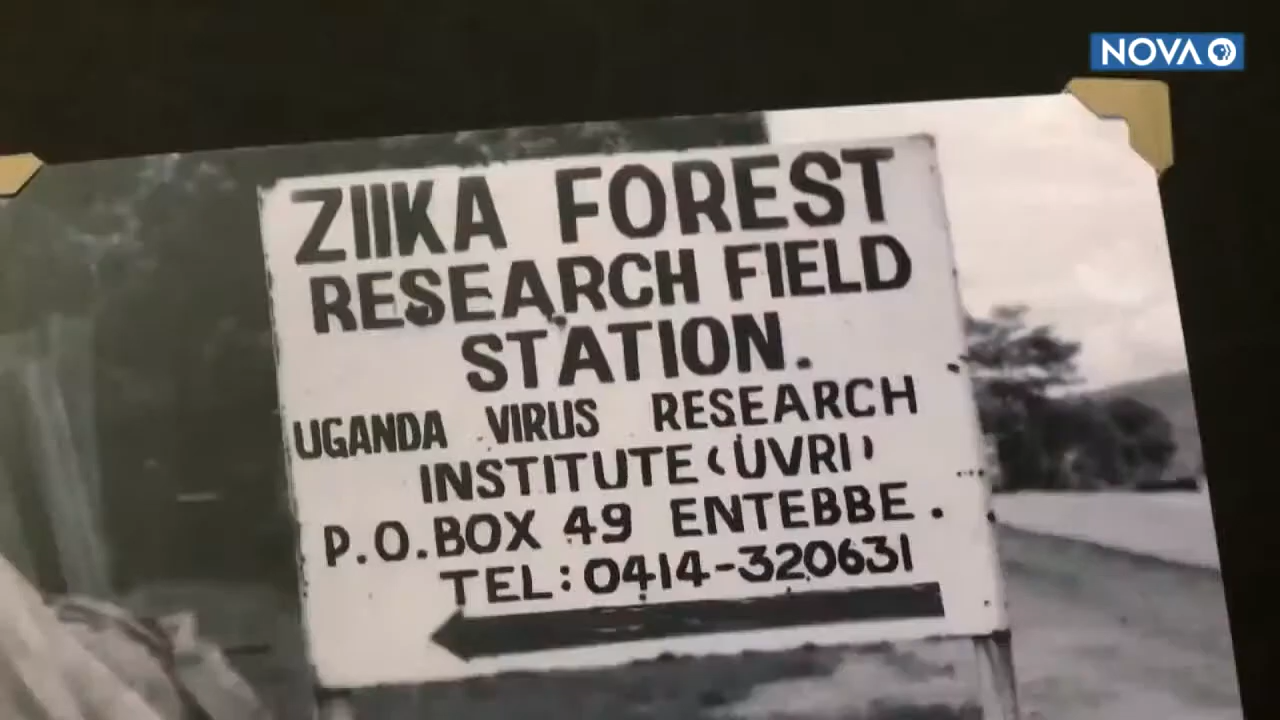 NOVA
ZIIKA FOREST
RESEARCH FIELD
STATION.
UGANDA VIRUS RESEARCH
INSTITUTE (UVRI)
P.O.BOX 49 ENTEBBE.
TEL: 0414-320631